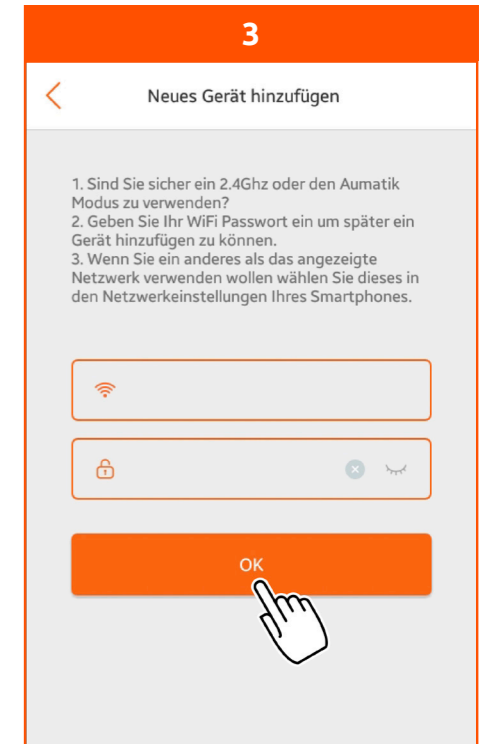 3
Neues Gerät hinzufügen
1. Sind Sie sicher ein 2.4Ghz oder den Aumatik
Modus zu verwenden?
2. Geben Sie Ihr WiFi Passwort ein um später ein
Gerät hinzufügen zu können.
3. Wenn Sie ein anderes als das angezeigte
Netzwerk verwenden wollen wählen Sie dieses in
den Netzwerkeinstellungen Ihres Smartphones.
OK